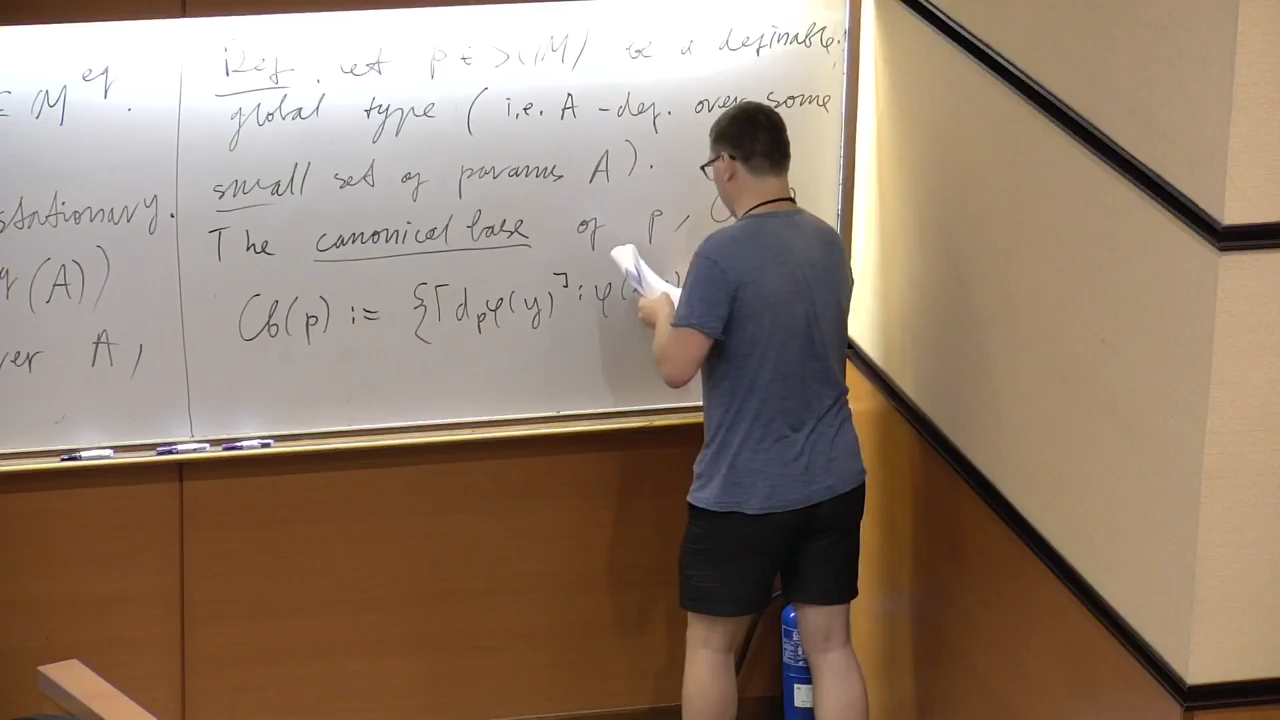 ∈ M^eq.
stationary.
(A))
over A,
Def. Let p ∈ S(M) be a definable
global type (i.e. A-def. over some
small set of params A).
The canonical base of p,
Cb(p) := {⌈d_pφ(y)⌉ : φ(